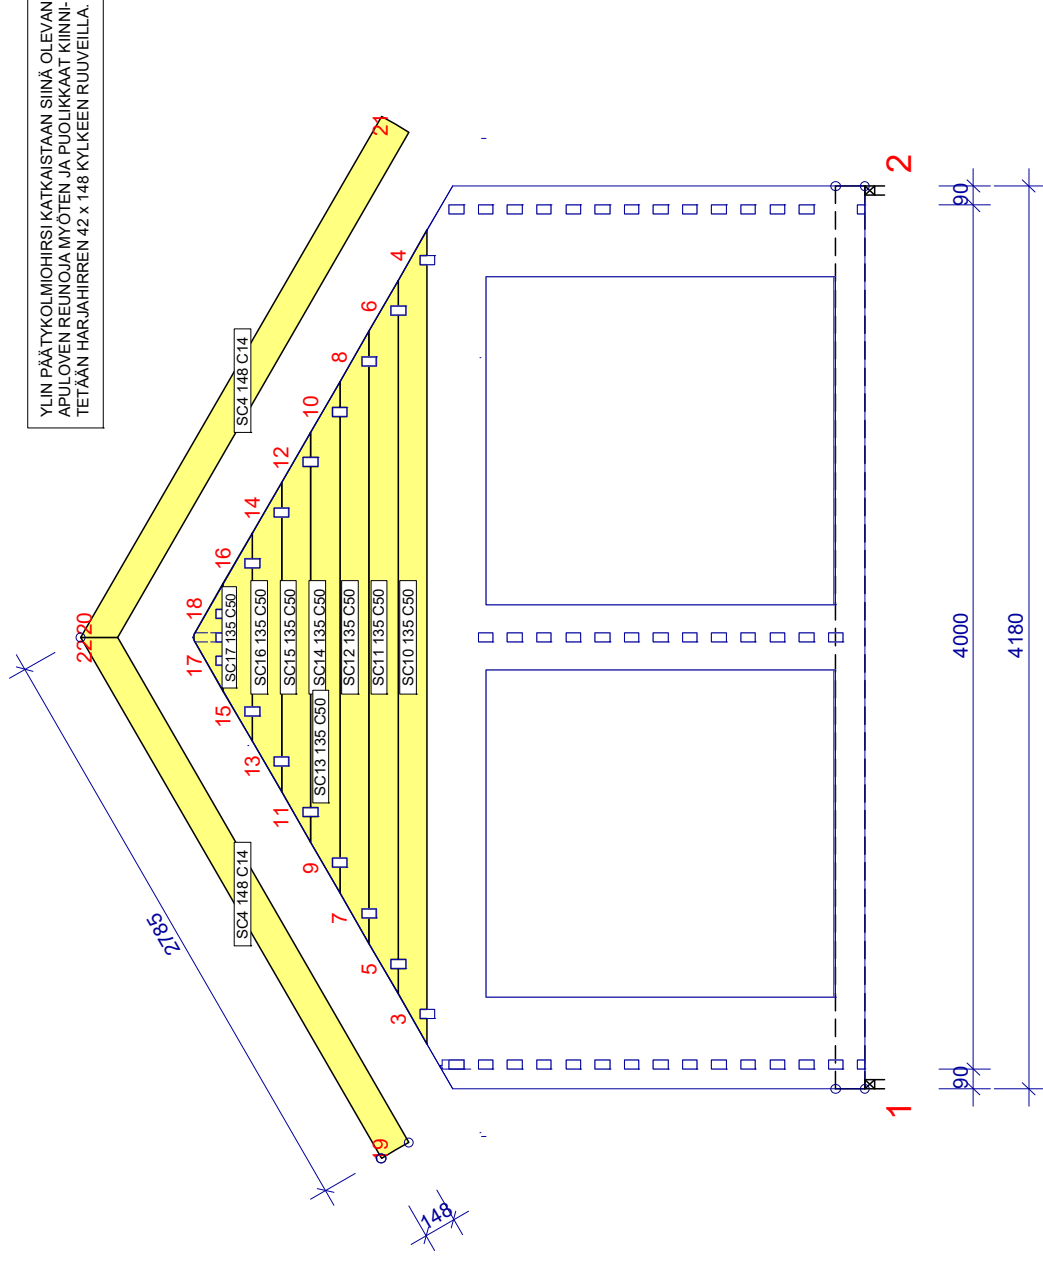 YLIN PÄÄTYKOLMIOHIRSI KATKAISTAAN SIINÄ OLEVAN
APULOVEN REUNOJA MYÖTEN JA PUOLIKKAAT KIINNI-
TETÄÄN HARJAHIRREN 42 x 148 KYLKEEN RUUVEILLA.
22
20
19
21
SC4 148 C14
SC4 148 C14
2785
148
17
18
15
16
13
14
11
12
9
10
7
8
5
6
3
4
SC17 135 C50
SC16 135 C50
SC15 135 C50
SC14 135 C50
SC13 135 C50
SC12 135 C50
SC11 135 C50
SC10 135 C50
1
2
90
4000
90
4180